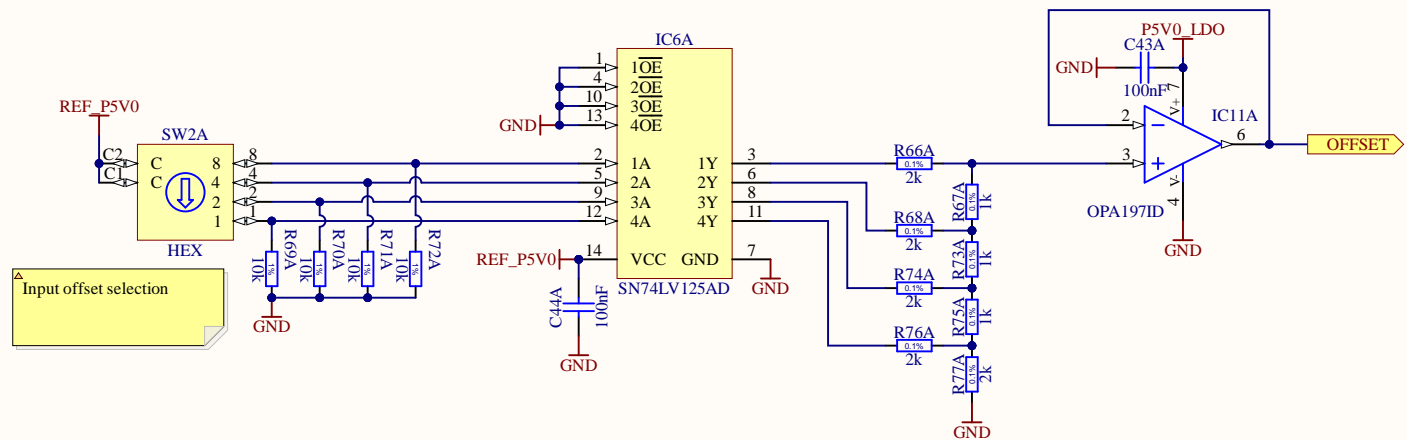 IC6A
P5V0_LDO
C43A
GND
100nF
7
V+
IC11A
1 1OE
4 2OE
10 3OE
13 4OE
GND
REF_P5V0
SW2A
C2 C 8 8
C1 C 4 4
2 2
1 1
HEX
2 1A 1Y 3
5 2A 2Y 6
9 3A 3Y 8
12 4A 4Y 11
14 VCC GND 7
SN74LV125AD
REF_P5V0
GND
C44A
100nF
GND
R69A
1%
10k
R70A
1%
10k
R71A
1%
10k
R72A
1%
10k
GND
Input offset selection
R66A
0.1%
2k
R67A
0.1%
1k
R68A
0.1%
2k
R73A
0.1%
1k
R74A
0.1%
2k
R75A
0.1%
1k
R76A
0.1%
2k
R77A
0.1%
2k
GND
2
3
6
V-
4
OPA197ID
GND
OFFSET